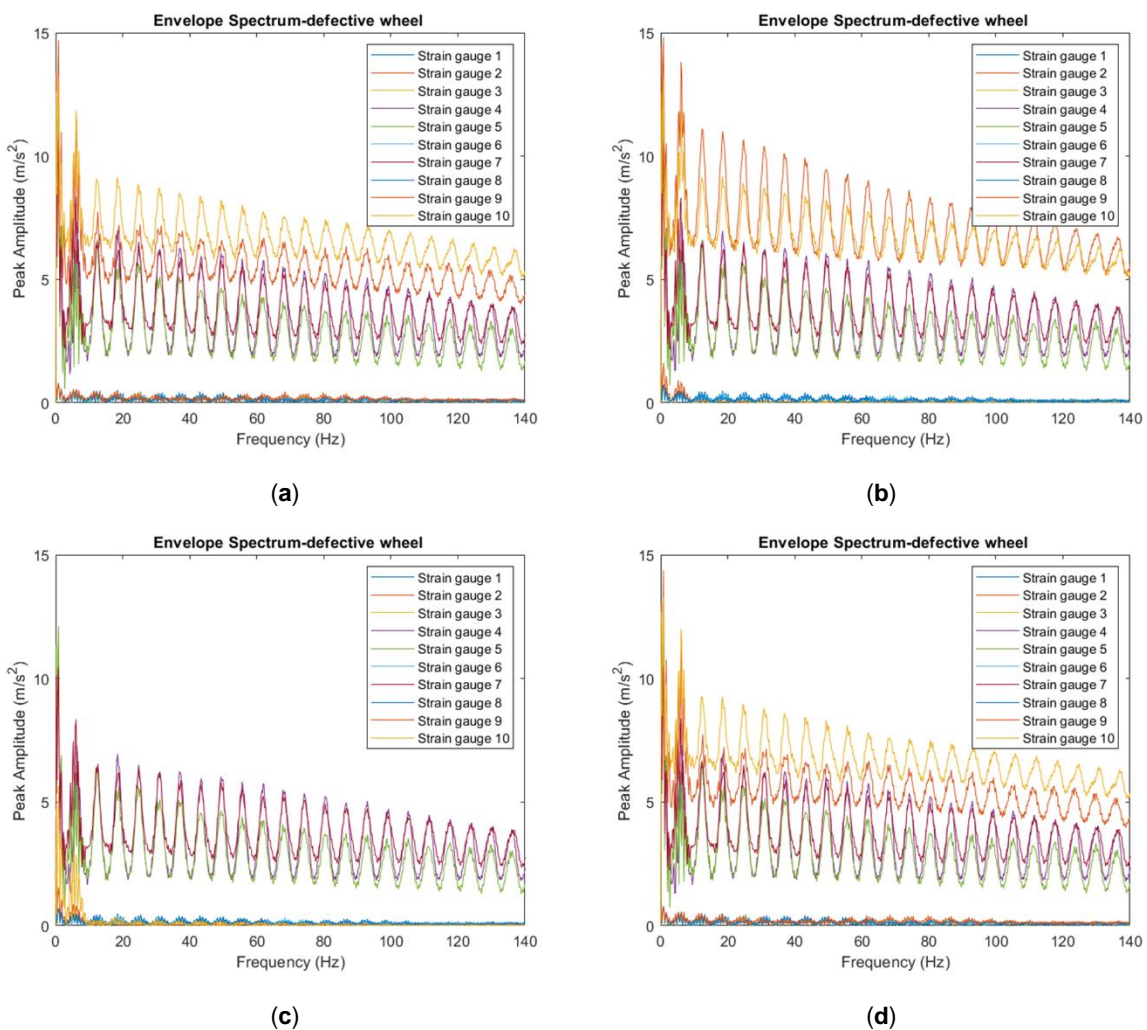 Envelope Spectrum-defective wheel
15
10
5
0
Peak Amplitude (m/s²)
Strain gauge 1
Strain gauge 2
Strain gauge 3
Strain gauge 4
Strain gauge 5
Strain gauge 6
Strain gauge 7
Strain gauge 8
Strain gauge 9
Strain gauge 10
0 20 40 60 80 100 120 140
Frequency (Hz)
(a)
Envelope Spectrum-defective wheel
15
10
5
0
Peak Amplitude (m/s²)
Strain gauge 1
Strain gauge 2
Strain gauge 3
Strain gauge 4
Strain gauge 5
Strain gauge 6
Strain gauge 7
Strain gauge 8
Strain gauge 9
Strain gauge 10
0 20 40 60 80 100 120 140
Frequency (Hz)
(b)
Envelope Spectrum-defective wheel
15
10
5
0
Peak Amplitude (m/s²)
Strain gauge 1
Strain gauge 2
Strain gauge 3
Strain gauge 4
Strain gauge 5
Strain gauge 6
Strain gauge 7
Strain gauge 8
Strain gauge 9
Strain gauge 10
0 20 40 60 80 100 120 140
Frequency (Hz)
(c)
Envelope Spectrum-defective wheel
15
10
5
0
Peak Amplitude (m/s²)
Strain gauge 1
Strain gauge 2
Strain gauge 3
Strain gauge 4
Strain gauge 5
Strain gauge 6
Strain gauge 7
Strain gauge 8
Strain gauge 9
Strain gauge 10
0 20 40 60 80 100 120 140
Frequency (Hz)
(d)